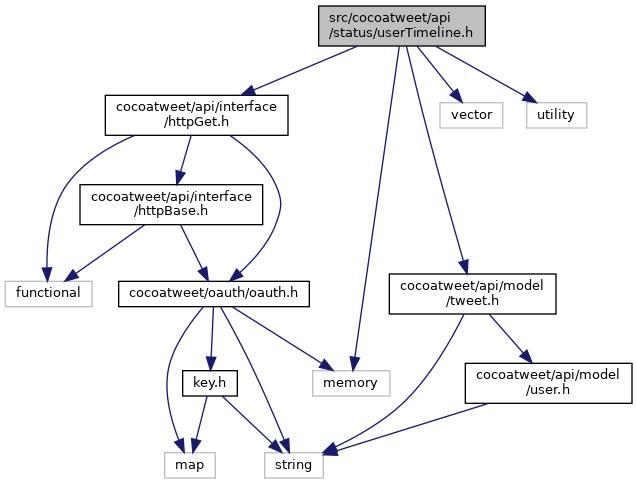 src/cocoatweet/api
/status/userTimeline.h
cocoatweet/api/interface
/httpGet.h
vector
utility
cocoatweet/api/interface
/httpBase.h
functional
cocoatweet/oauth/oauth.h
cocoatweet/api/model
/tweet.h
key.h
memory
cocoatweet/api/model
/user.h
map
string